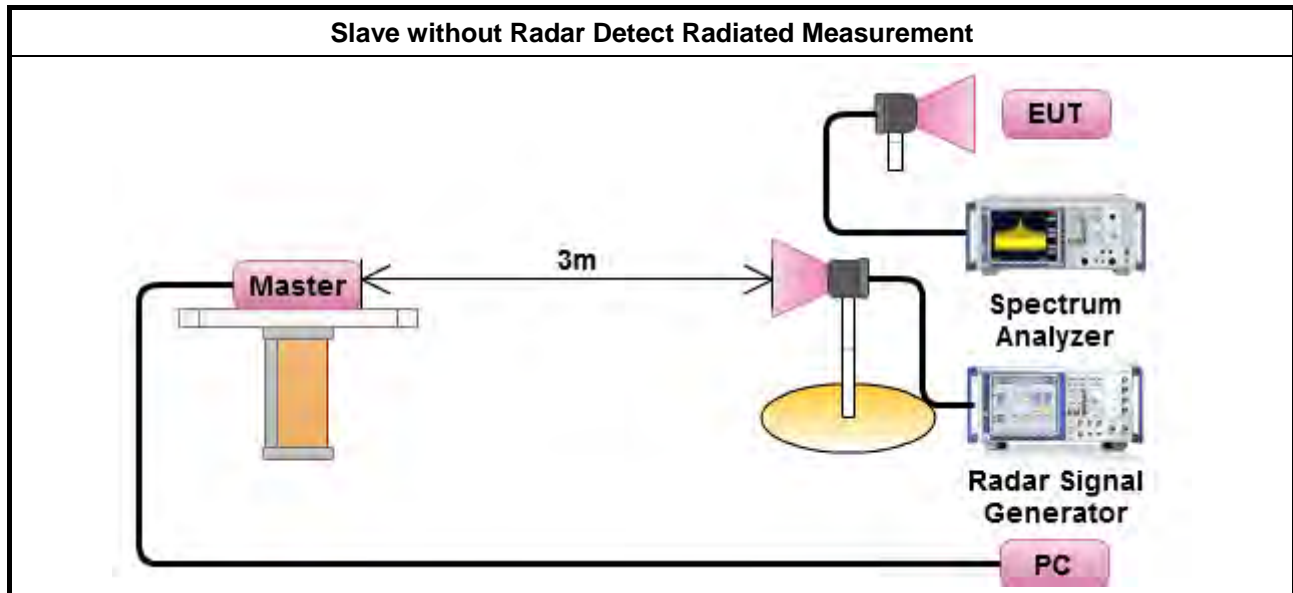 Slave without Radar Detect Radiated Measurement
EUT
3m
Master
Spectrum
Analyzer
Radar Signal
Generator
PC